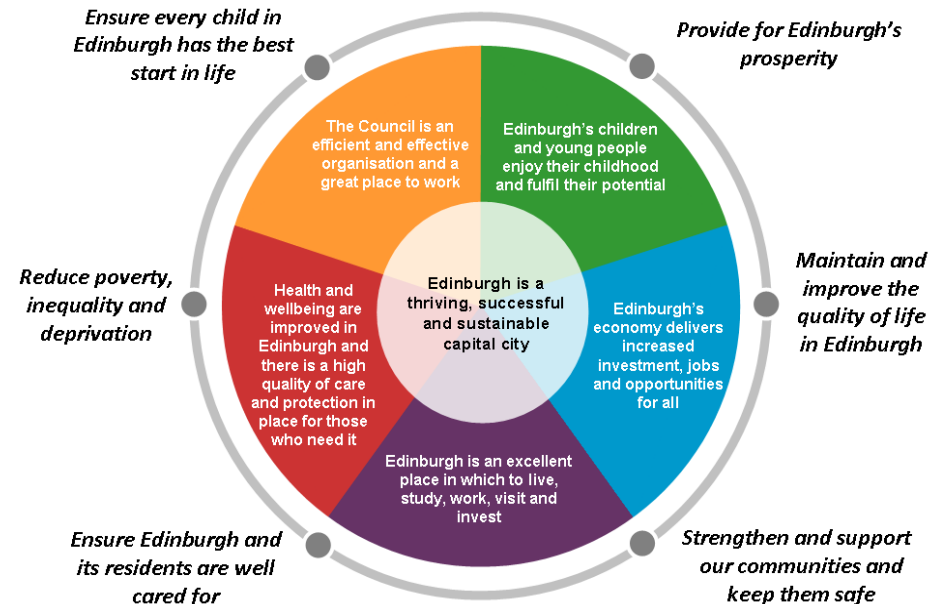 Ensure every child in
Edinburgh has the best
start in life
Provide for Edinburgh's
prosperity
The Council is an
efficient and effective
organisation and a
great place to work
Edinburgh's children
and young people
enjoy their childhood
and fulfil their potential
Reduce poverty,
inequality and
deprivation
Health and
wellbeing are
improved in
Edinburgh and
there is a high
quality of care
and protection in
place for those
who need it
Edinburgh is a
thriving, successful
and sustainable
capital city
Edinburgh's
economy delivers
increased
investment, jobs
and opportunities
for all
Maintain and
improve the
quality of life
in Edinburgh
Edinburgh is an excellent
place in which to live,
study, work, visit and
invest
Ensure Edinburgh and
its residents are well
cared for
Strengthen and support
our communities and
keep them safe